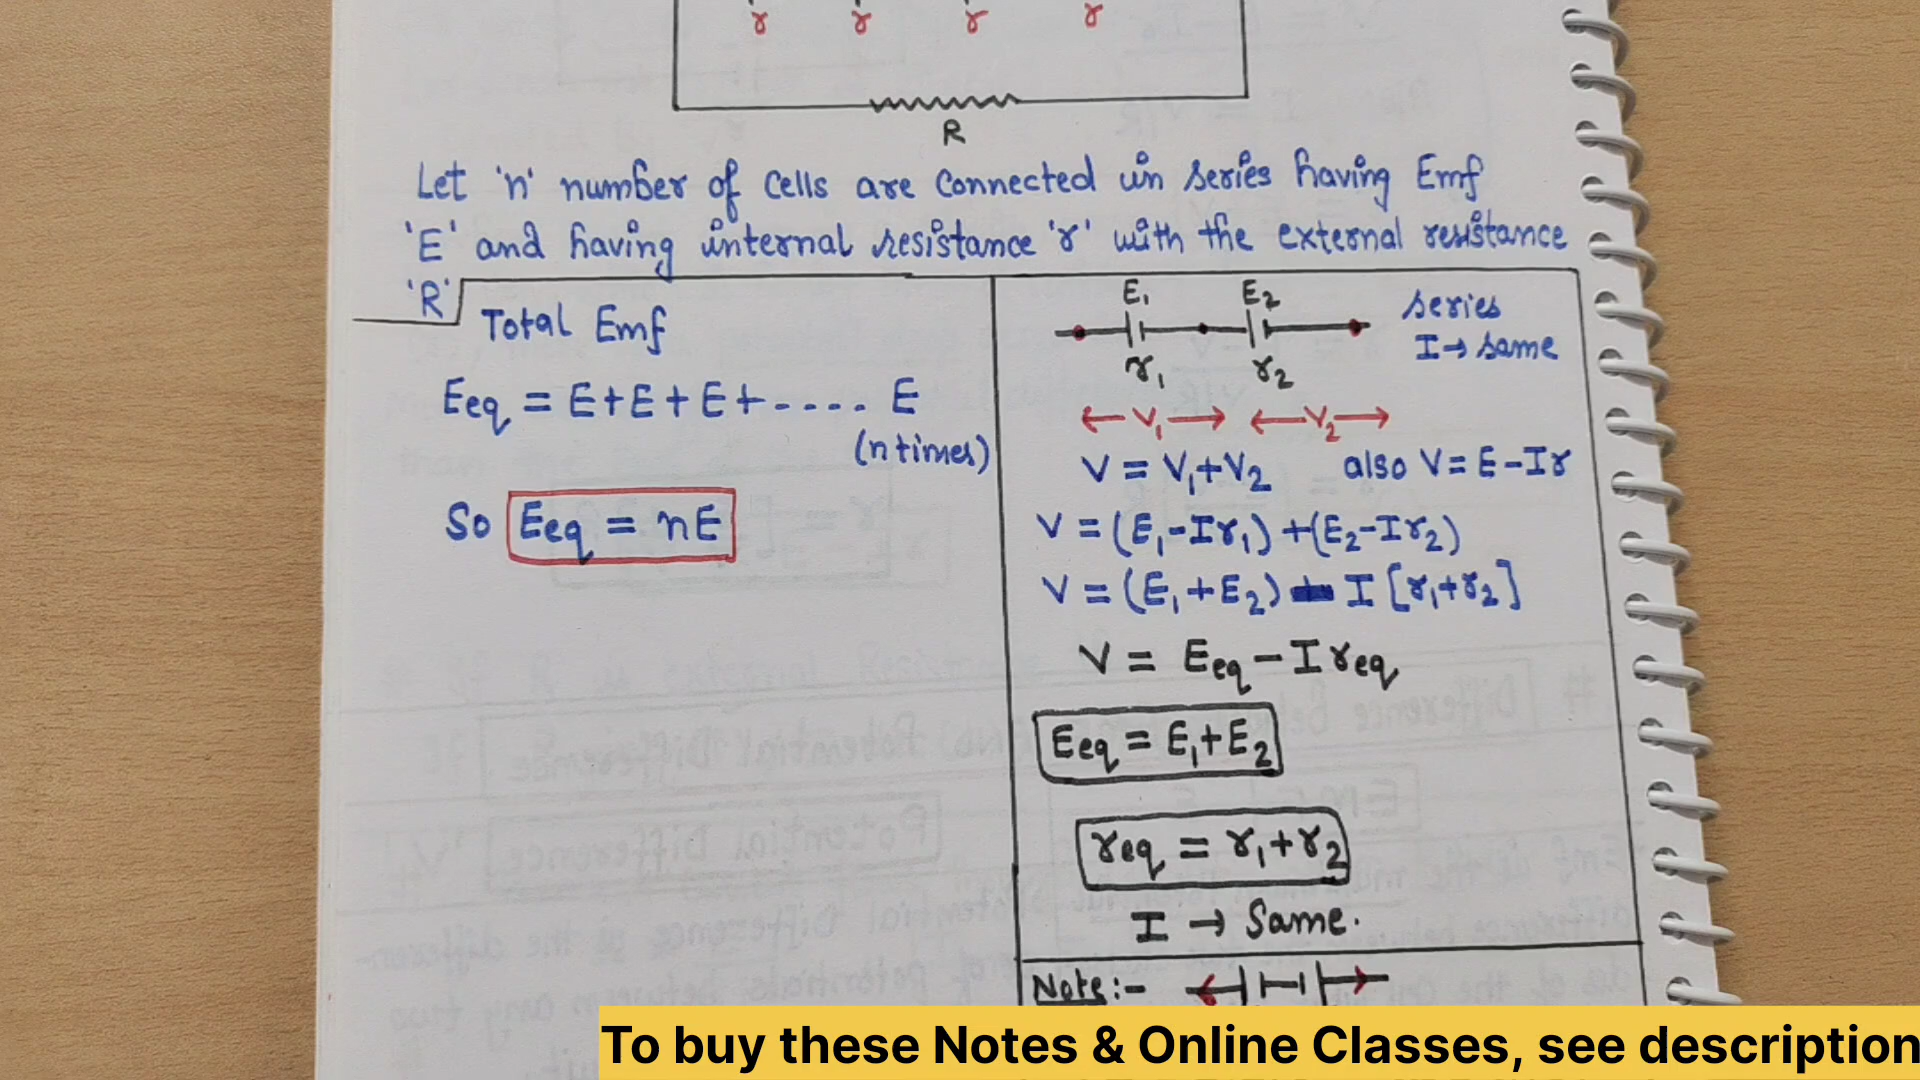 r r r r
R
Let 'n' number of cells are connected in series having Emf
'E' and having internal resistance 'r' with the external resistance
'R'
Total Emf
Eeq = E+E+E+---- E
(n times)
So Eeq = nE
E₁ E₂
series
I→ same
r₁ r₂
V₁ V₂
V = V₁+V₂ also V= E-Ir
V = (E₁-Ir₁) +(E₂-Ir₂)
V = (E₁+E₂) - I [r₁+r₂]
V = Eeq - I req
Eeq = E₁+E₂
req = r₁+r₂
I → Same.
Note:-
To buy these Notes & Online Classes, see description